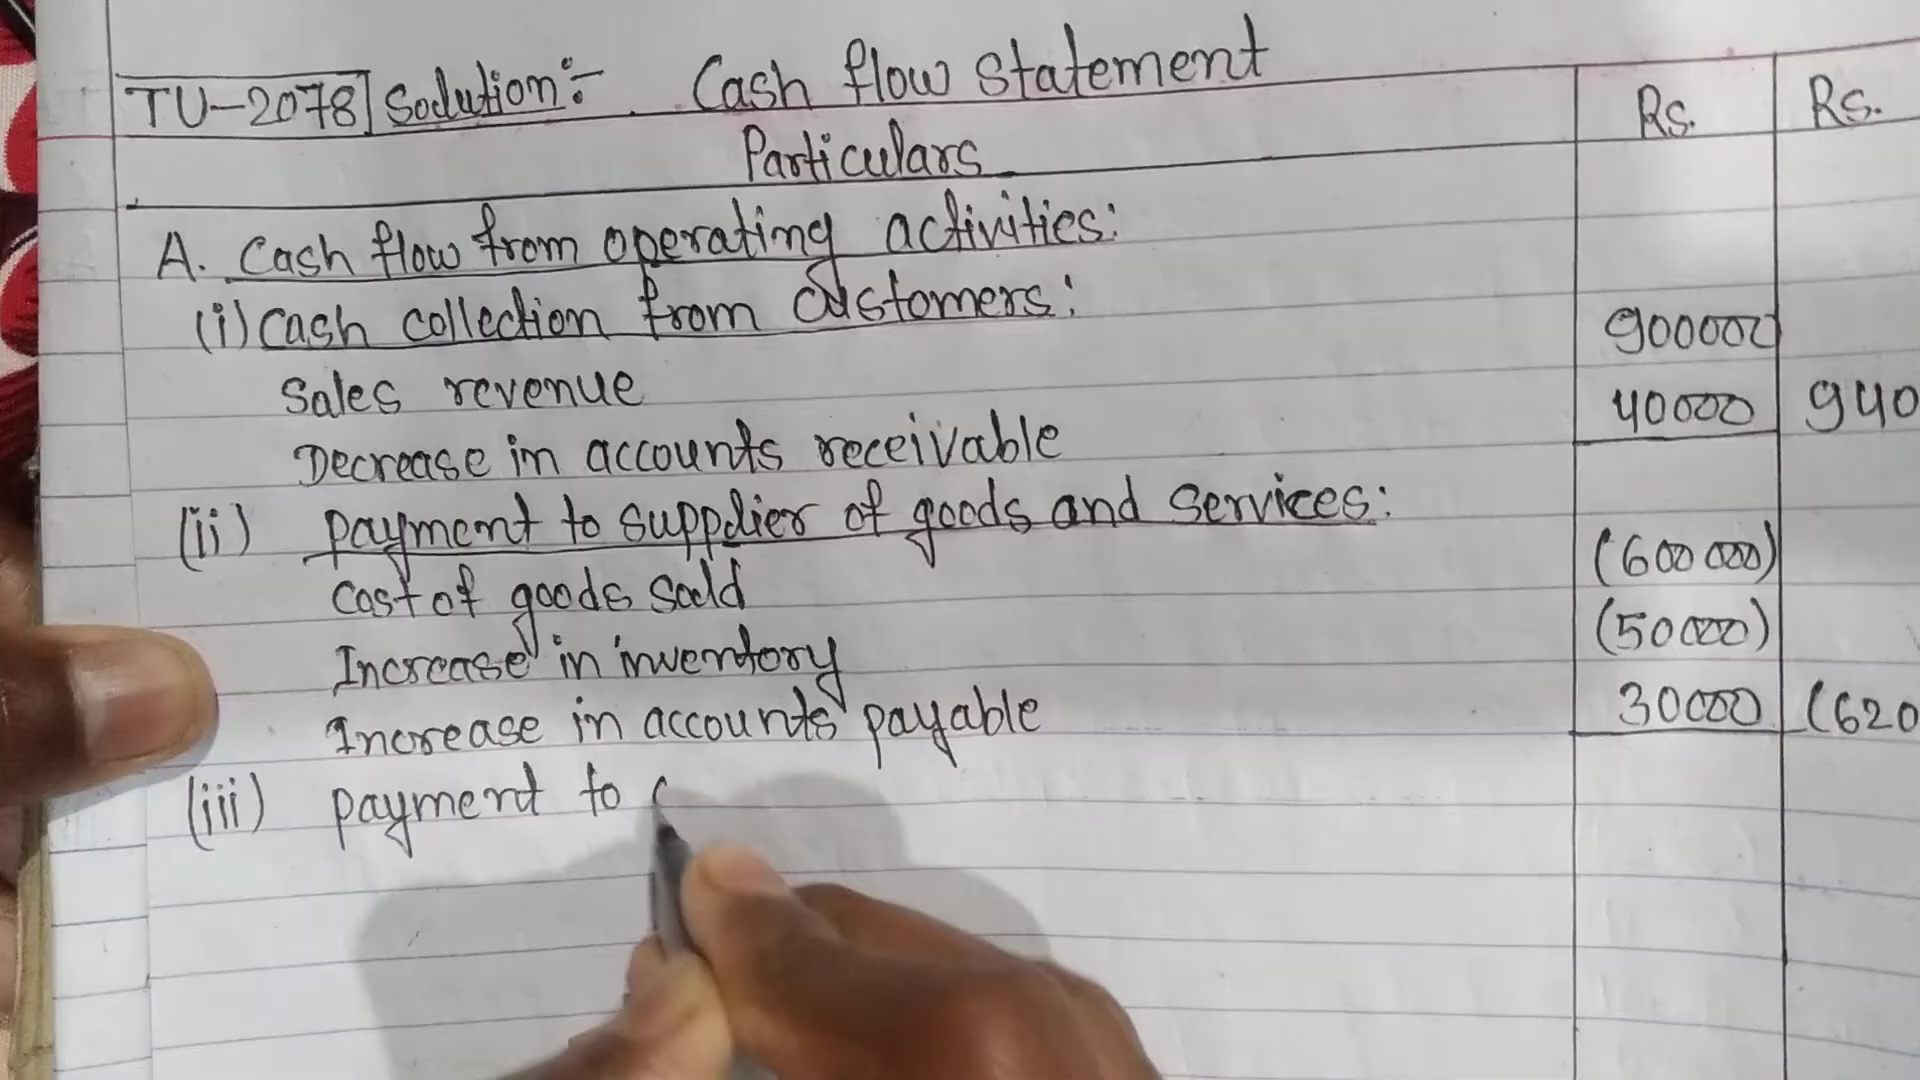 TU-2078 Solution:- Cash flow statement
Particulars Rs. Rs.
A. Cash flow from operating activities:
(i) Cash collection from customers:
Sales revenue 900000
Decrease in accounts receivable 40000 940
(ii) payment to supplier of goods and services:
Cost of goods sold (600000)
Increase in inventory (50000)
Increase in accounts payable 30000 (620
(iii) payment to